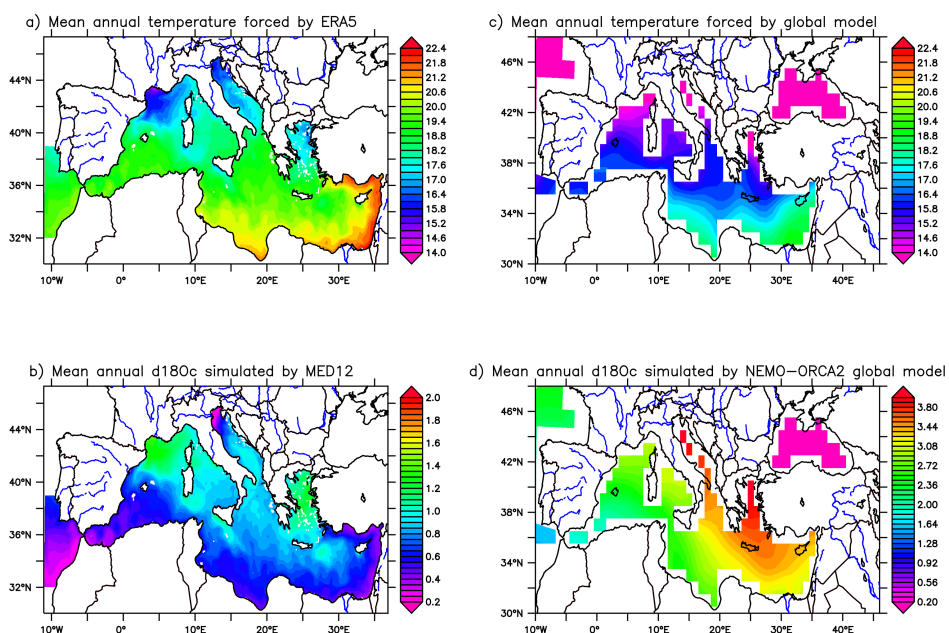 a) Mean annual temperature forced by ERA5
44°N
40°N
36°N
32°N
10°W 0° 10°E 20°E 30°E
22.4
21.8
21.2
20.6
20.0
19.4
18.8
18.2
17.6
17.0
16.4
15.8
15.2
14.6
14.0
c) Mean annual temperature forced by global model
46°N
42°N
38°N
34°N
30°N
10°W 0° 10°E 20°E 30°E 40°E
22.4
21.8
21.2
20.6
20.0
19.4
18.8
18.2
17.6
17.0
16.4
15.8
15.2
14.6
14.0
b) Mean annual d18Oc simulated by MED12
44°N
40°N
36°N
32°N
10°W 0° 10°E 20°E 30°E
2.0
1.8
1.6
1.4
1.2
1.0
0.8
0.6
0.4
0.2
d) Mean annual d18Oc simulated by NEMO-ORCA2 global model
46°N
42°N
38°N
34°N
30°N
10°W 0° 10°E 20°E 30°E 40°E
3.80
3.44
3.08
2.72
2.36
2.00
1.64
1.28
0.92
0.56
0.20